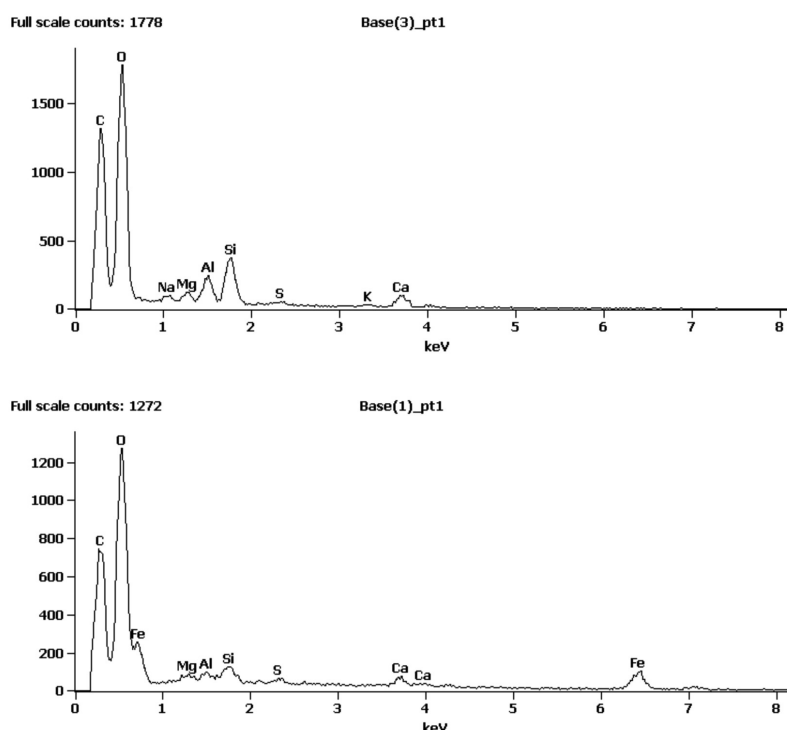 Full scale counts: 1778 Base(3)_pt1
O
1500
C
1000
500
Si
Al
Na Mg Ca
S K
0
0 1 2 3 4 5 6 7 8
keV
Full scale counts: 1272 Base(1)_pt1
O
1200
1000
800
C
600
400
Fe
200
Mg Al Si S Ca Ca Fe
0
0 1 2 3 4 5 6 7 8
keV